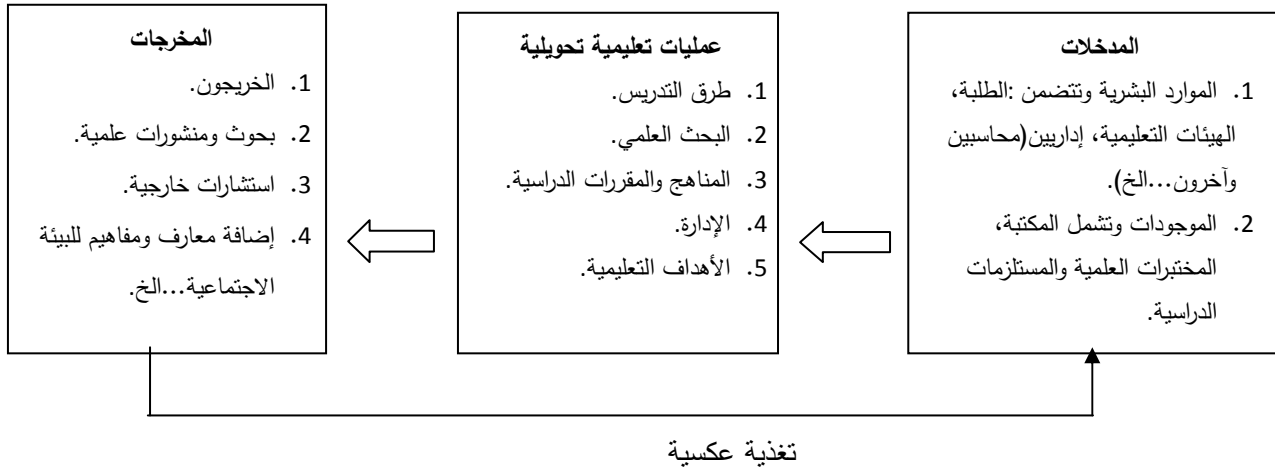 المدخلات
1. الموارد البشرية وتتضمن :الطلبة،
الهيئات التعليمية، إداريين(محاسبين
وآخرون...الخ).
2. الموجودات وتشمل المكتبة،
المختبرات العلمية والمستلزمات
الدراسية.
عمليات تعليمية تحويلية
1. طرق التدريس.
2. البحث العلمي.
3. المناهج والمقررات الدراسية.
4. الإدارة.
5. الأهداف التعليمية.
المخرجات
1. الخريجون.
2. بحوث ومنشورات علمية.
3. استشارات خارجية.
4. إضافة معارف ومفاهيم للبيئة
الاجتماعية...الخ.
تغذية عكسية